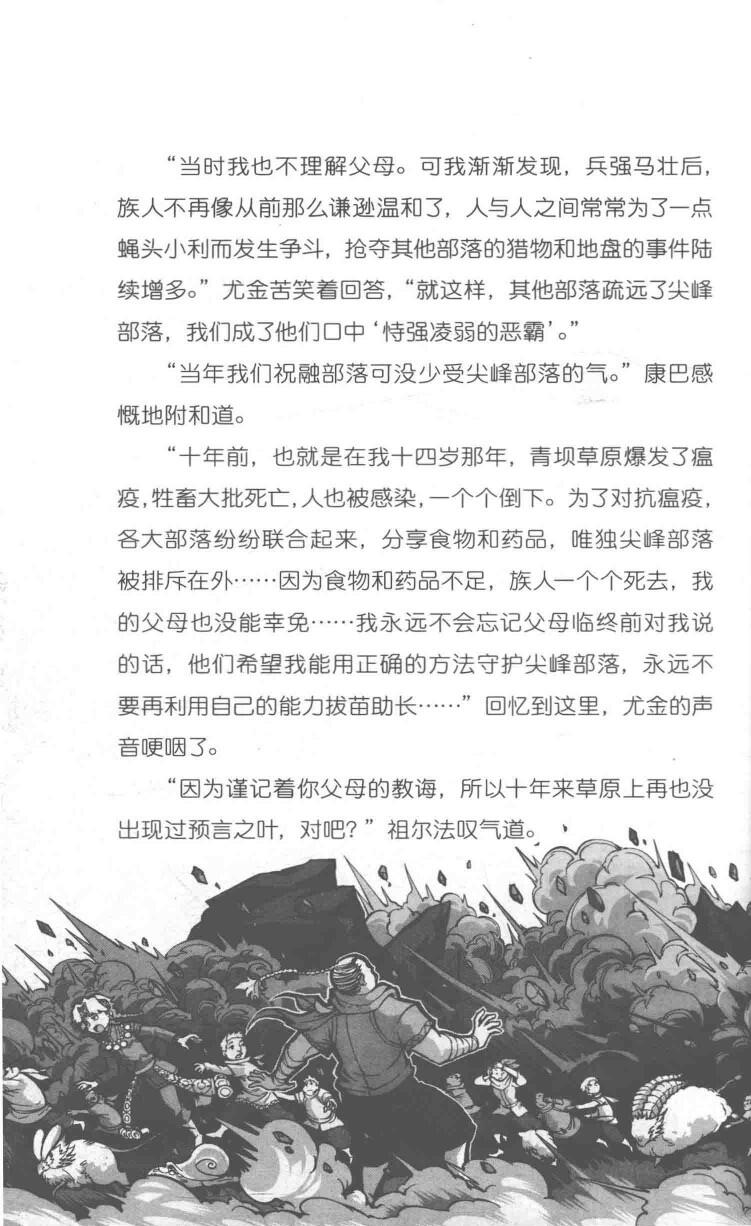 “当时我也不理解父母。可我渐渐发现，兵强马壮后，
族人不再像从前那么谦逊温和了，人与人之间常常为了一点
蝇头小利而发生争斗，抢夺其他部落的猎物和地盘的事件陆
续增多。”尤金苦笑着回答，“就这样，其他部落疏远了尖峰
部落，我们成了他们口中‘恃强凌弱的恶霸’。”
“当年我们祝融部落可没少受尖峰部落的气。”康巴感
慨地附和道。
“十年前，也就是在我十四岁那年，青坝草原爆发了瘟
疫，牲畜大批死亡，人也被感染，一个个倒下。为了对抗瘟疫，
各大部落纷纷联合起来，分享食物和药品，唯独尖峰部落
被排斥在外……因为食物和药品不足，族人一个个死去，我
的父母也没能幸免……我永远不会忘记父母临终前对我说
的话，他们希望我能用正确的方法守护尖峰部落，永远不
要再利用自己的能力拔苗助长……”回忆到这里，尤金的声
音哽咽了。
“因为谨记着你父母的教诲，所以十年来草原上再也没
出现过预言之叶，对吧？”祖尔法叹气道。